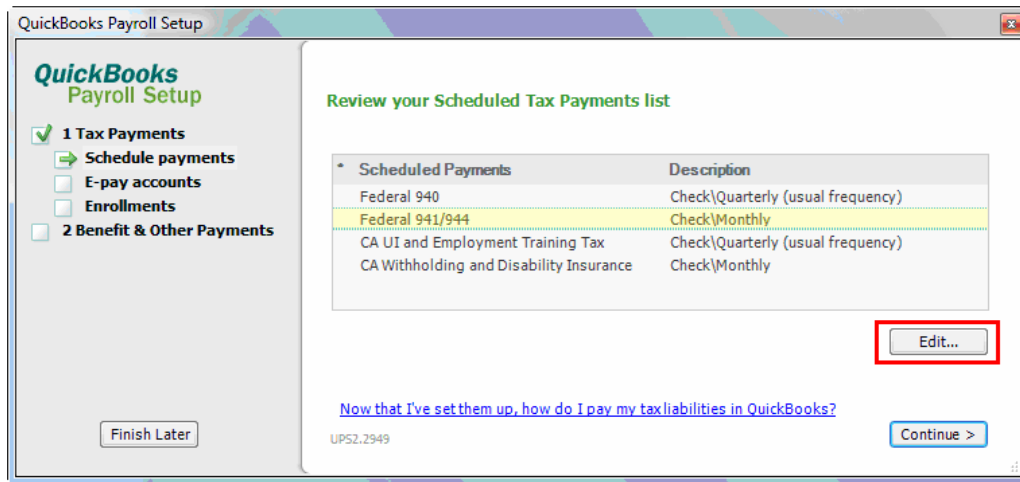 QuickBooks Payroll Setup
QuickBooks
Payroll Setup
1 Tax Payments
Schedule payments
E-pay accounts
Enrollments
2 Benefit & Other Payments
Finish Later
Review your Scheduled Tax Payments list
* Scheduled Payments Description
Federal 940 Check\Quarterly (usual frequency)
Federal 941/944 Check\Monthly
CA UI and Employment Training Tax Check\Quarterly (usual frequency)
CA Withholding and Disability Insurance Check\Monthly
Edit...
Now that I've set them up, how do I pay my tax liabilities in QuickBooks?
UPS2.2949
Continue >